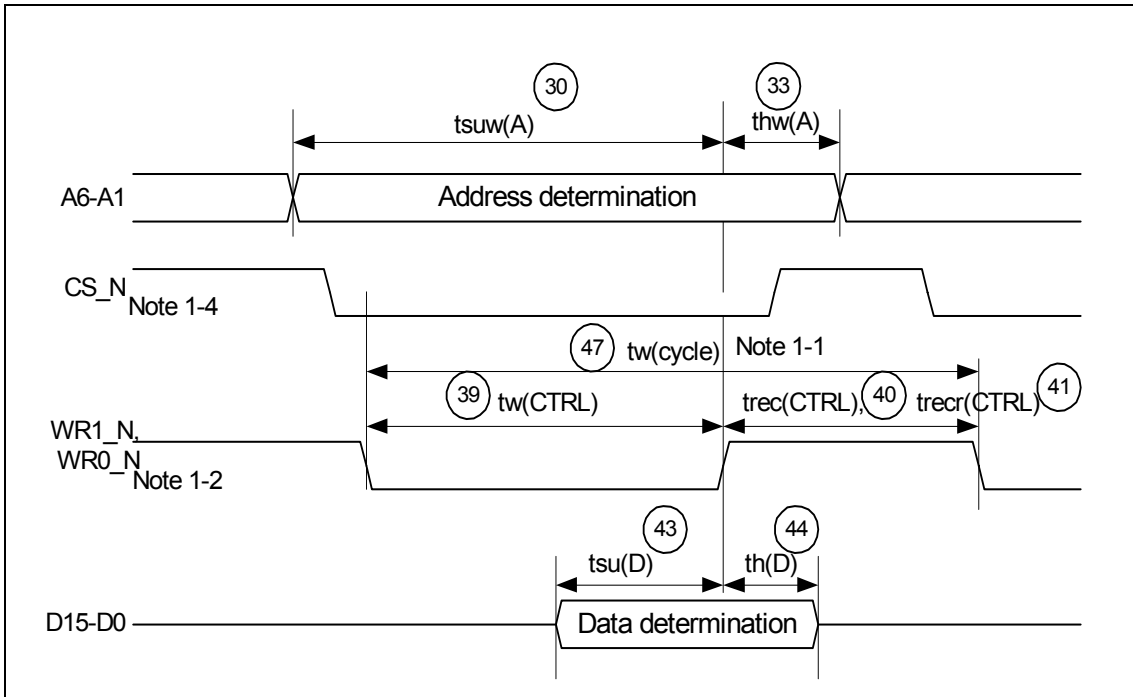 30
33
tsuw(A)
thw(A)
A6-A1
Address determination
CS_N
Note 1-4
47
tw(cycle)
Note 1-1
39
tw(CTRL)
trec(CTRL),
40
trecr(CTRL)
41
WR1_N,
WR0_N
Note 1-2
43
44
tsu(D)
th(D)
D15-D0
Data determination